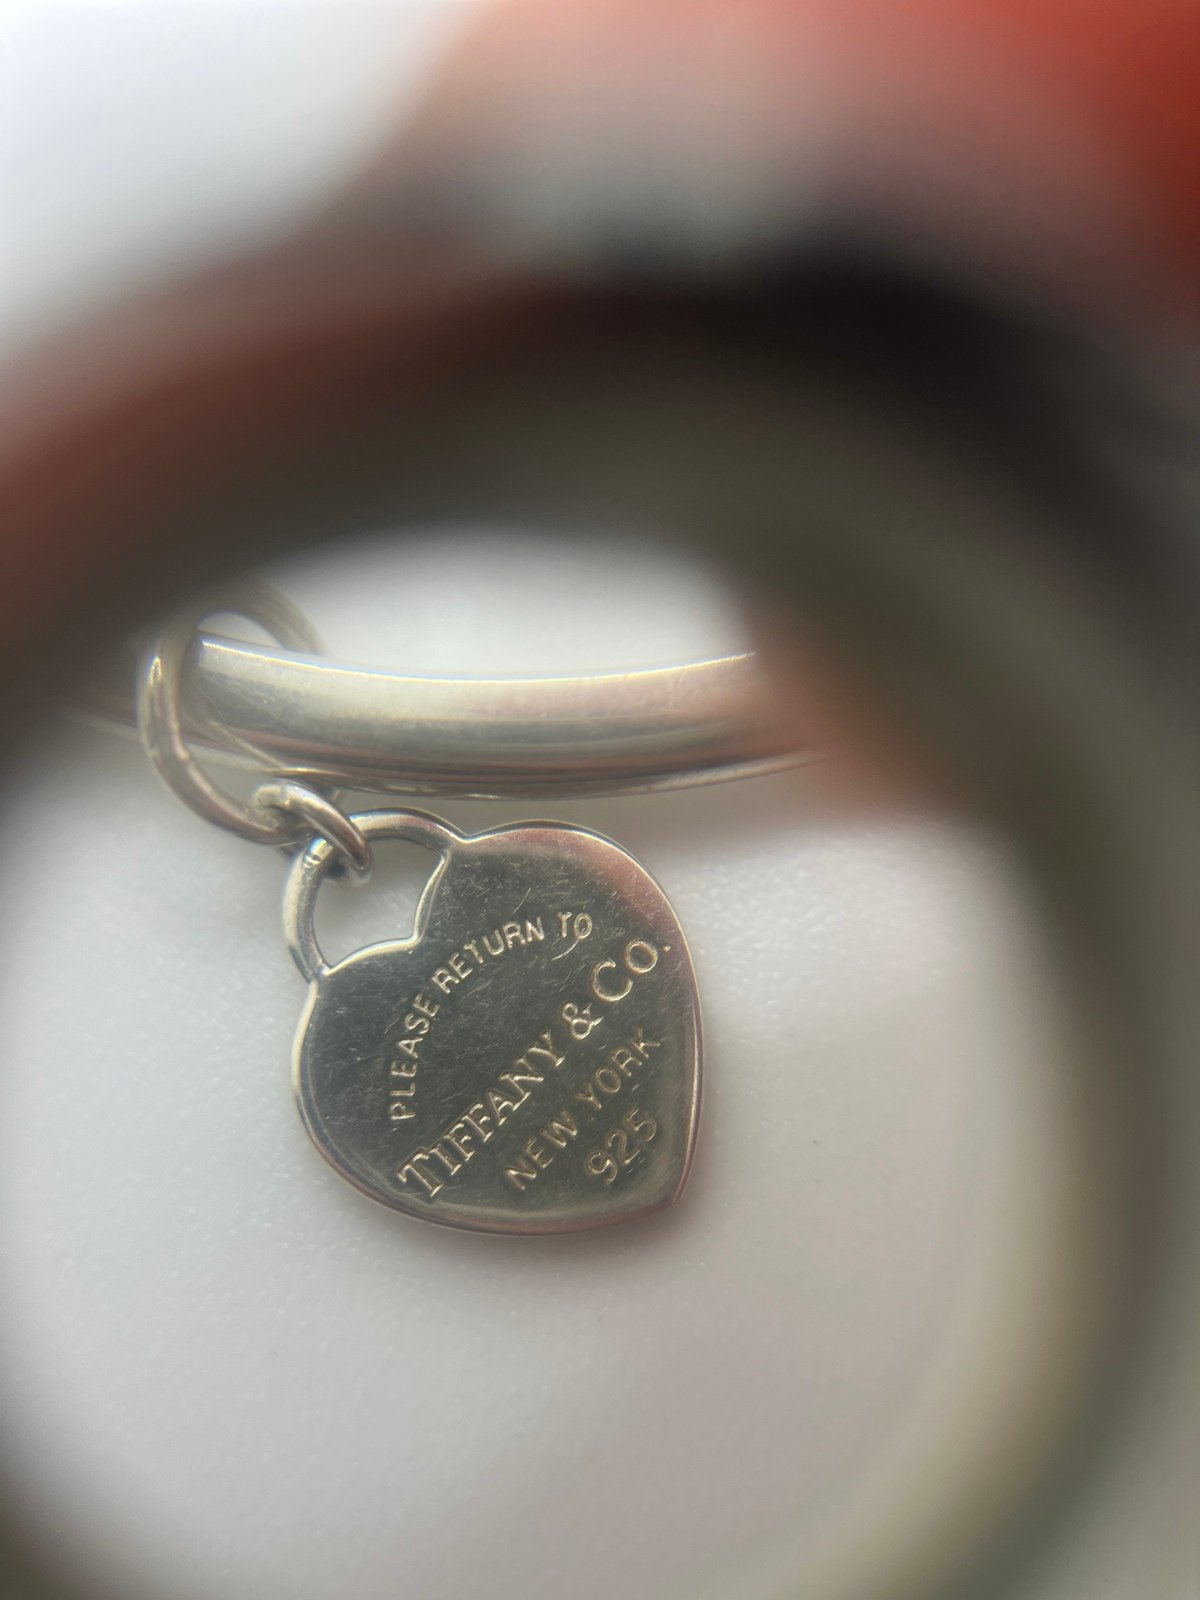 PLEASE RETURN TO
TIFFANY & CO.
NEW YORK
925